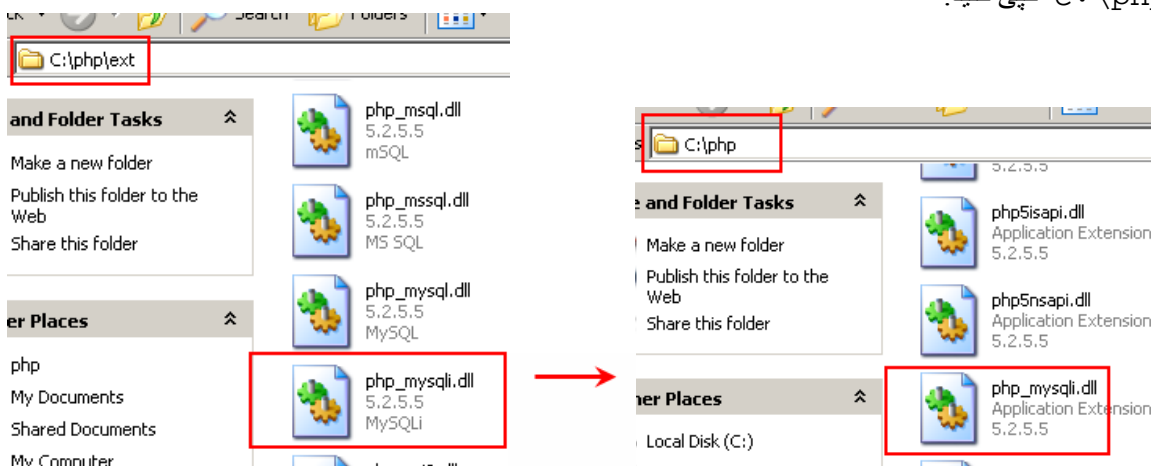 کپی کنید.
Search
Folders
C:\php\ext
and Folder Tasks
Make a new folder
Publish this folder to the
Web
Share this folder
er Places
php
My Documents
Shared Documents
My Computer
php_msql.dll
5.2.5.5
mSQL
php_mssql.dll
5.2.5.5
MS SQL
php_mysql.dll
5.2.5.5
MySQL
php_mysqli.dll
5.2.5.5
MySQLi
C:\php
and Folder Tasks
Make a new folder
Publish this folder to the
Web
Share this folder
ner Places
Local Disk (C:)
5.2.5.5
php5isapi.dll
Application Extension
5.2.5.5
php5nsapi.dll
Application Extension
5.2.5.5
php_mysqli.dll
Application Extension
5.2.5.5